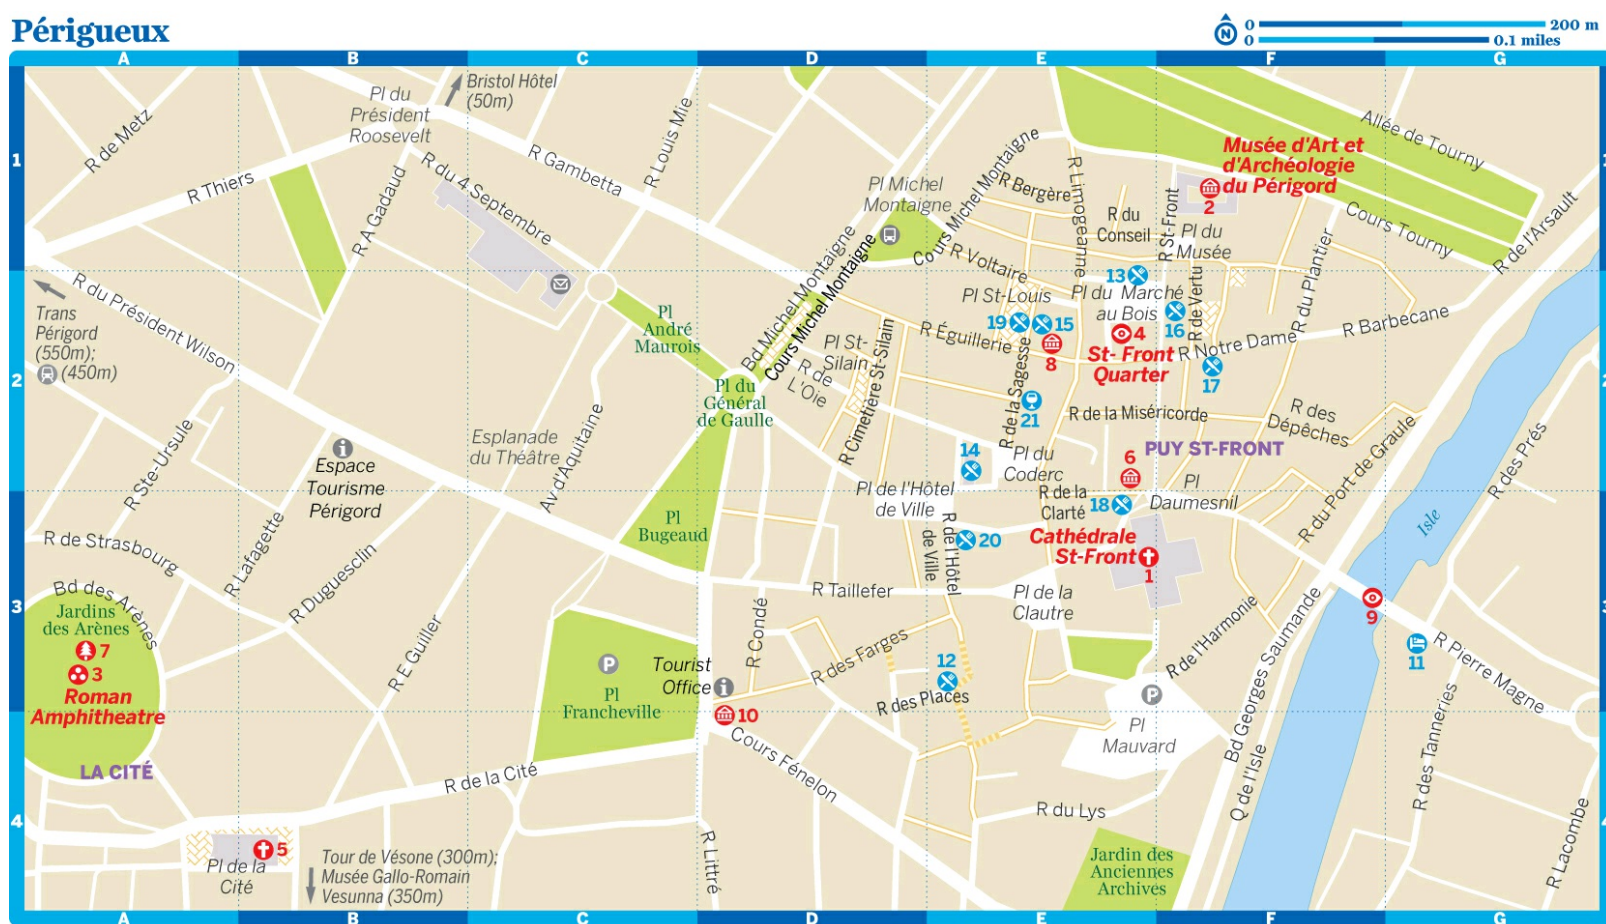 Périgueux
N
0 200 m
0 0.1 miles
A B C D E F G
1
2
3
4
Bristol Hôtel
(50m)
Pl du
Président
Roosevelt
R de Metz
R Thiers
R A Gadaud
R du 4 Septembre
R Gambetta
R Louis Mie
Pl Michel
Montaigne
Cours Michel Montaigne
R Bergère
R Limogeanne
R du
Conseil
R St-Front
Musée d'Art et
d'Archéologie
du Périgord
2
Pl du
Musée
Allée de Tourny
Cours Tourny
R de l'Arsault
R du Plantier
R Voltaire
Bd Michel Montaigne
Cours Michel Montaigne
Trans
Périgord
(550m);
(450m)
R du Président Wilson
Pl
André
Maurois
Pl St-Louis
13
Pl du Marché
au Bois
R de Vertu
16
19
15
4
8
St- Front
Quarter
R Éguillerie
R Notre Dame
R Barbecane
17
Pl St-
Silain
R de
L'Oie
R Cimetière St-Silain
R de la Sagesse
21
R de la Miséricorde
R des
Dépêches
Pl du
Général
de Gaulle
Esplanade
du Théâtre
Av d'Aquitaine
R Ste-Ursule
Espace
Tourisme
Périgord
14
Pl du
Coderc
6
PUY ST-FRONT
R du Port de Graule
R des Prés
Isle
Pl de l'Hôtel
de Ville
R de la
Clarté
18
Pl
Daumesnil
Pl
Bugeaud
R de l'Hôtel
de Ville
20
Cathédrale
St-Front
1
R de Strasbourg
R Lafagette
R Duguesclin
Bd des Arènes
Jardins
des Arènes
7
3
Roman
Amphitheatre
LA CITÉ
R E Guiller
R Taillefer
Pl de la
Clautre
R Condé
R des Farges
R de l'Harmonie
9
11
R Pierre Magne
Tourist
Office
10
Pl
Francheville
P
12
R des Places
P
Pl
Mauvard
Bd Georges Saumande
Q de l'Isle
R des Tanneries
Cours Fénelon
R de la Cité
R du Lys
R Lacombe
5
Pl de la
Cité
Tour de Vésone (300m);
Musée Gallo-Romain
Vesunna (350m)
R Littré
Jardin des
Anciennes
Archives
1
2
3
4
A B C D E F G